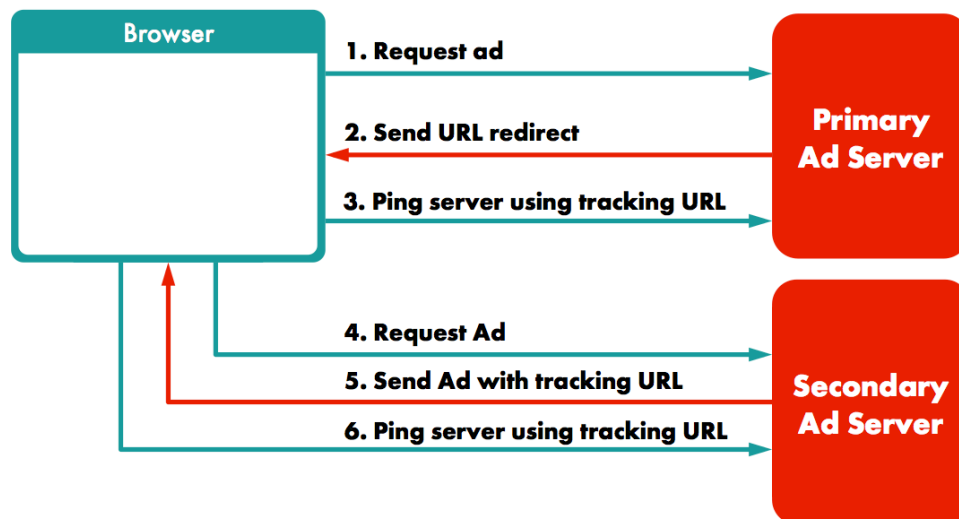 Browser
1. Request ad
2. Send URL redirect
3. Ping server using tracking URL
Primary
Ad Server
4. Request Ad
5. Send Ad with tracking URL
6. Ping server using tracking URL
Secondary
Ad Server